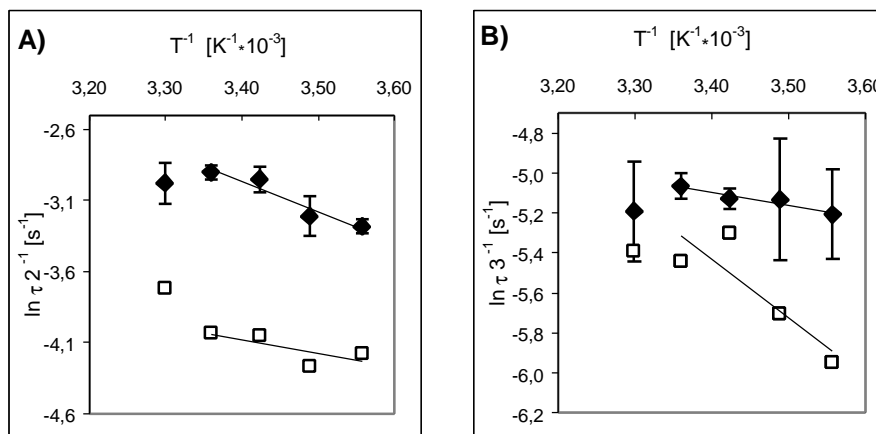 A)
T⁻¹ [K⁻¹*10⁻³]
3,20 3,30 3,40 3,50 3,60
-2,6
-3,1
-3,6
-4,1
-4,6
ln τ 2⁻¹ [s⁻¹]
B)
T⁻¹ [K⁻¹*10⁻³]
3,20 3,30 3,40 3,50 3,60
-4,8
-5,0
-5,2
-5,4
-5,6
-5,8
-6,0
-6,2
ln τ 3⁻¹ [s⁻¹]